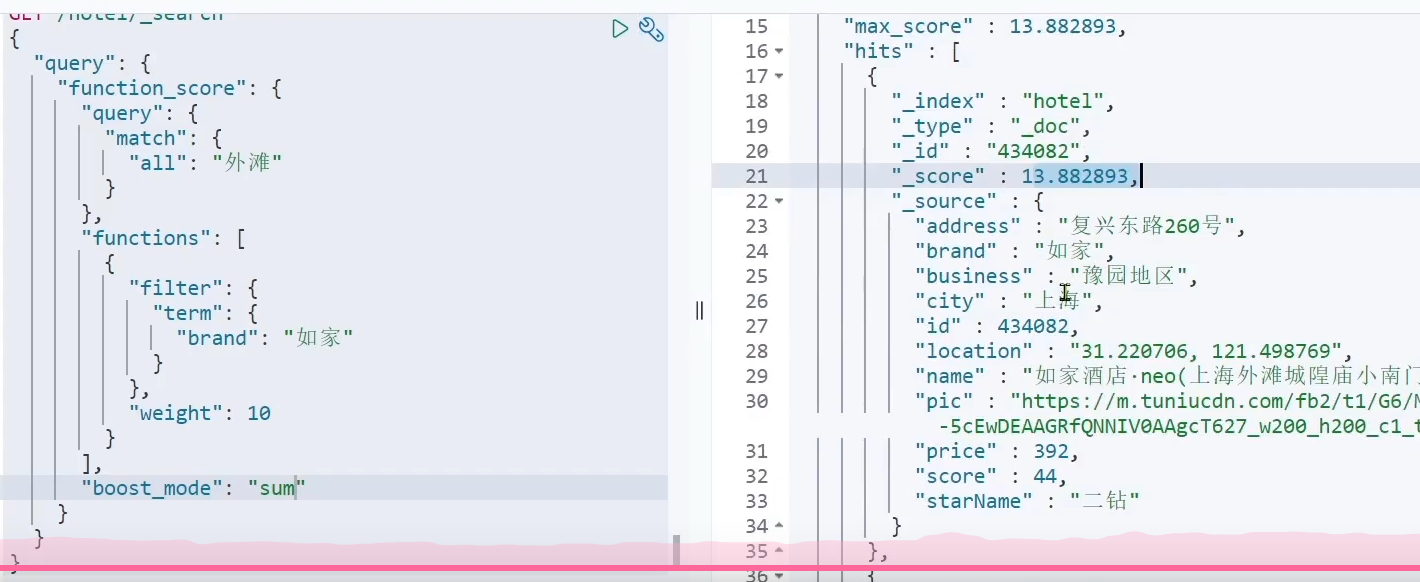 GET /hotel/_search
{
"query": {
"function_score": {
"query": {
"match": {
"all": "外滩"
}
},
"functions": [
{
"filter": {
"term": {
"brand": "如家"
}
},
"weight": 10
}
],
"boost_mode": "sum"
}
}
}
15 "max_score" : 13.882893,
16 "hits" : [
17 {
18 "_index" : "hotel",
19 "_type" : "_doc",
20 "_id" : "434082",
21 "_score" : 13.882893,
22 "_source" : {
23 "address" : "复兴东路260号",
24 "brand" : "如家",
25 "business" : "豫园地区",
26 "city" : "上海",
27 "id" : 434082,
28 "location" : "31.220706, 121.498769",
29 "name" : "如家酒店·neo(上海外滩城隍庙小南门
30 "pic" : "https://m.tuniucdn.com/fb2/t1/G6/
-5cEwDEAAGRfQNNIV0AAgcT627_w200_h200_c1_t
31 "price" : 392,
32 "score" : 44,
33 "starName" : "二钻"
34 }
35 },
36 {